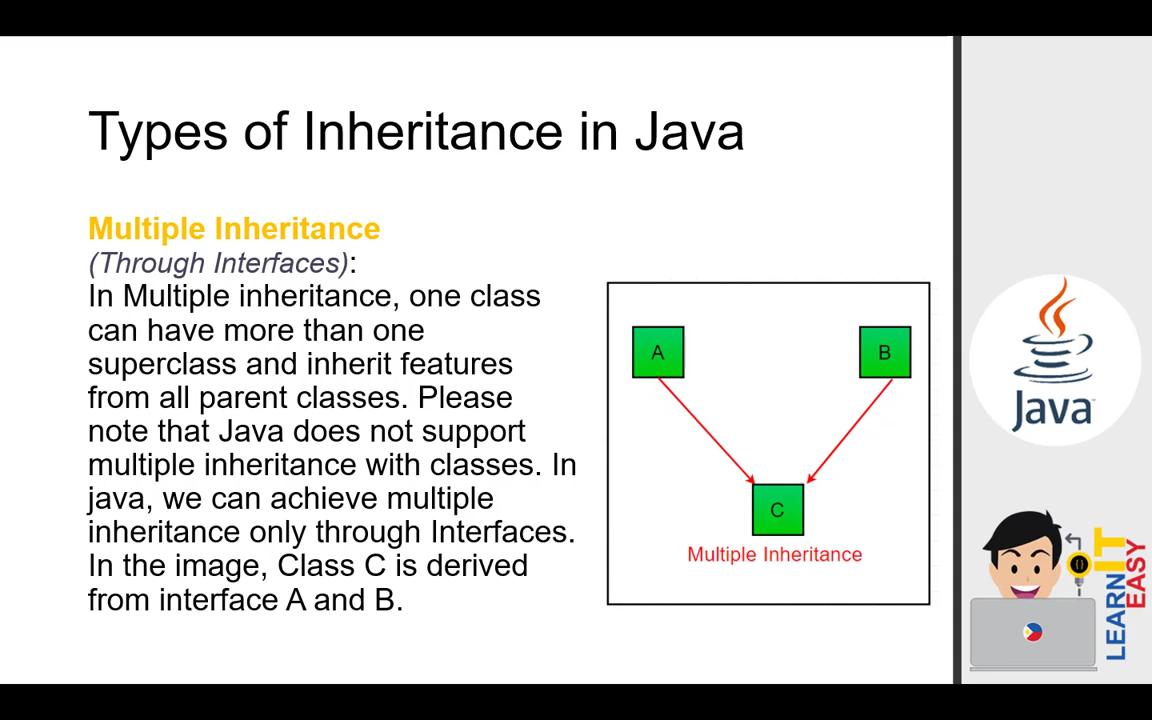 Types of Inheritance in Java
Multiple Inheritance
(Through Interfaces):
In Multiple inheritance, one class
can have more than one
superclass and inherit features
from all parent classes. Please
note that Java does not support
multiple inheritance with classes. In
java, we can achieve multiple
inheritance only through Interfaces.
In the image, Class C is derived
from interface A and B.
A
B
C
Multiple Inheritance
Java
LEARN IT
EASY